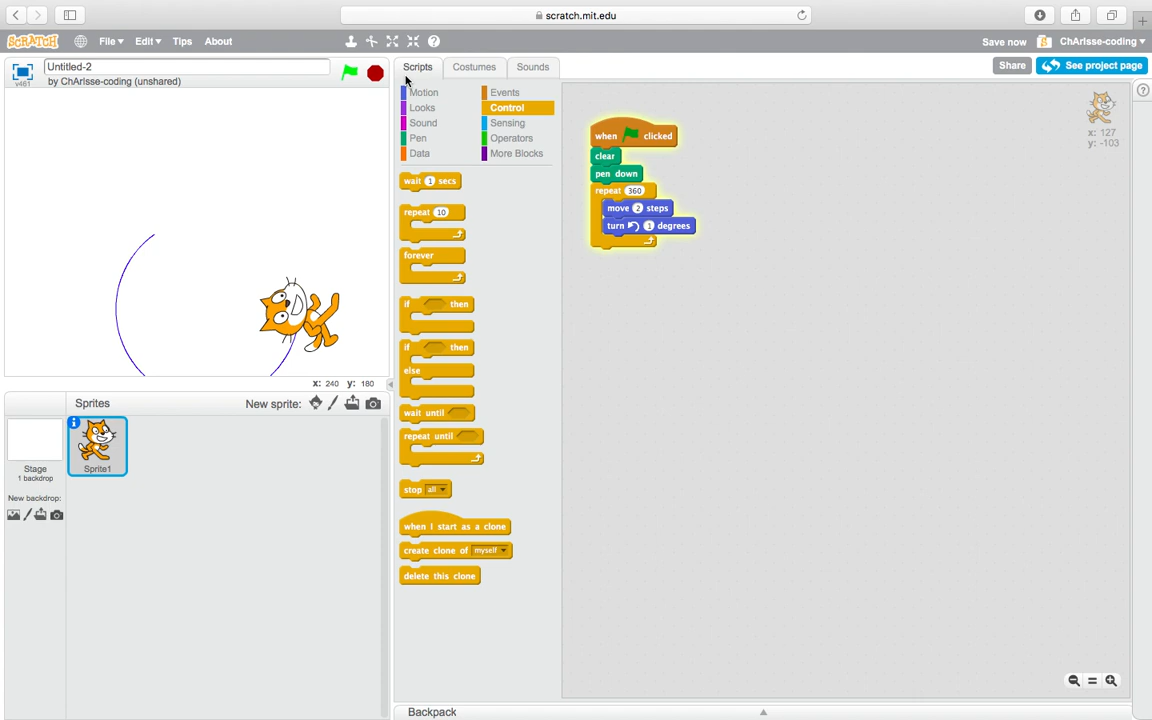 scratch.mit.edu
SCRATCH File Edit Tips About Save now ChArlsse-coding
v461 Untitled-2
by ChArlsse-coding (unshared)
Scripts Costumes Sounds
Share See project page
Motion Events
Looks Control
Sound Sensing
Pen Operators
Data More Blocks
wait 1 secs
repeat 10
forever
if then
if then
else
wait until
repeat until
stop all
when I start as a clone
create clone of myself
delete this clone
when clicked
clear
pen down
repeat 360
move 2 steps
turn 1 degrees
x: 127
y: -103
?
x: 240 y: 180
Sprites New sprite:
Stage
1 backdrop
New backdrop:
i
Sprite1
Backpack